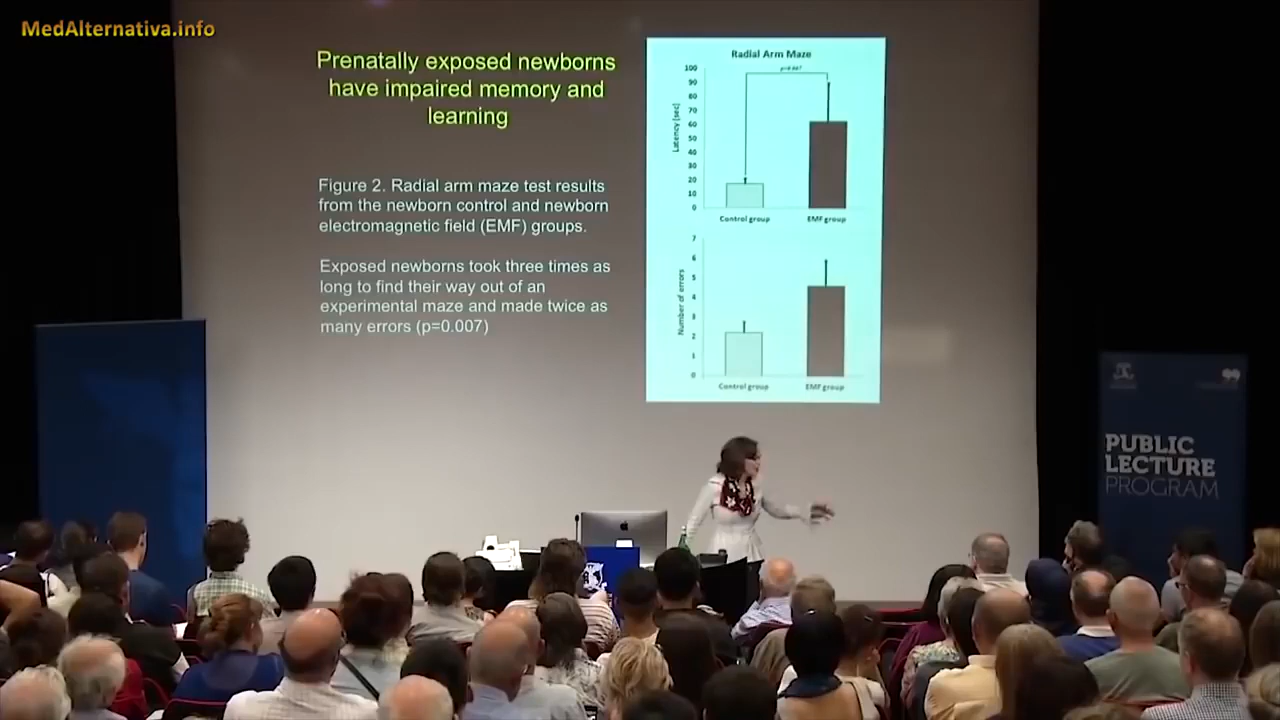 MedAlternativa.info
Prenatally exposed newborns
have impaired memory and
learning
Figure 2. Radial arm maze test results
from the newborn control and newborn
electromagnetic field (EMF) groups.
Exposed newborns took three times as
long to find their way out of an
experimental maze and made twice as
many errors (p=0.007)
Radial Arm Maze
p=0.007
100
90
80
70
60
50
40
30
20
10
0
Latency [sec]
Control group
EMF group
7
6
5
4
3
2
1
0
Number of errors
Control group
EMF group
PUBLIC
LECTURE
PROGRAM